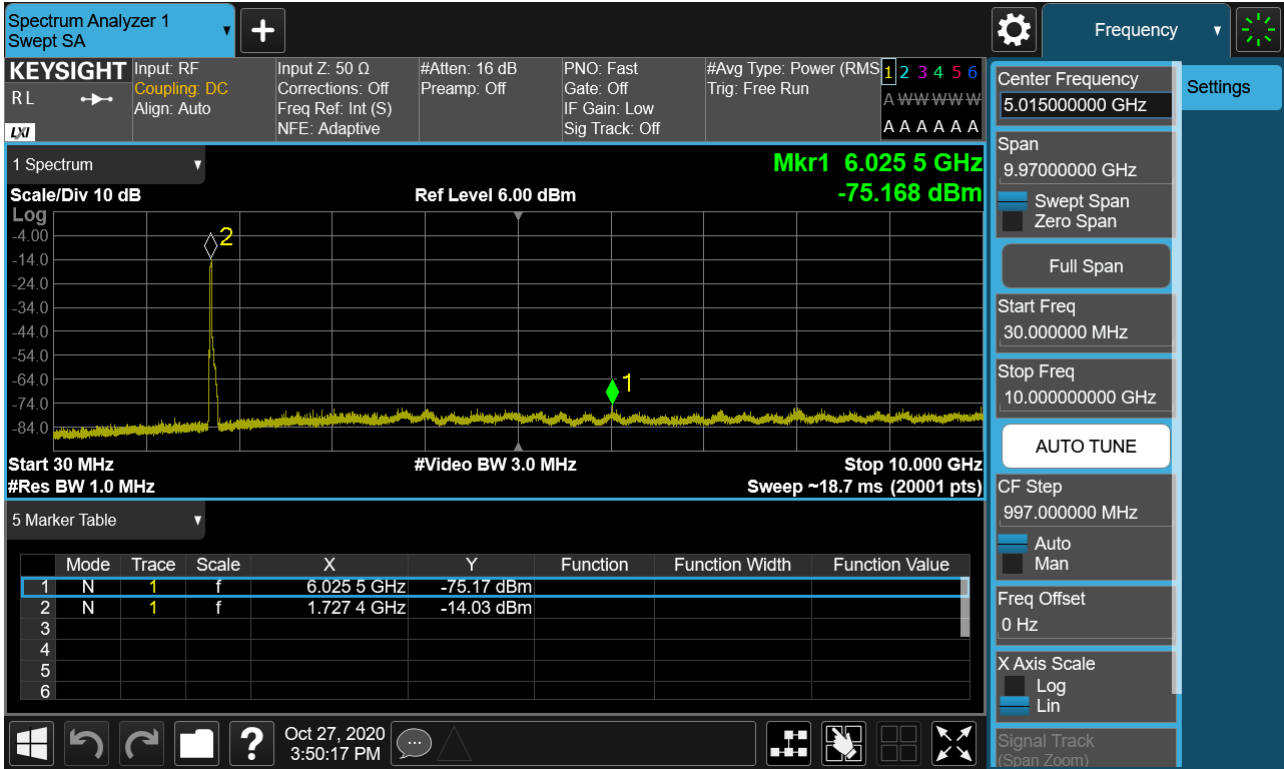 Spectrum Analyzer 1
Swept SA
+
Frequency
KEYSIGHT
R L
LXI
Input: RF
Coupling: DC
Align: Auto
Input Z: 50 Ω
Corrections: Off
Freq Ref: Int (S)
NFE: Adaptive
#Atten: 16 dB
Preamp: Off
PNO: Fast
Gate: Off
IF Gain: Low
Sig Track: Off
#Avg Type: Power (RMS
Trig: Free Run
1 2 3 4 5 6
A W W W W W
A A A A A A
1 Spectrum
Mkr1 6.025 5 GHz
-75.168 dBm
Scale/Div 10 dB
Ref Level 6.00 dBm
Log
-4.00
-14.0
-24.0
-34.0
-44.0
-54.0
-64.0
-74.0
-84.0
2
1
Start 30 MHz
#Video BW 3.0 MHz
Stop 10.000 GHz
#Res BW 1.0 MHz
Sweep ~18.7 ms (20001 pts)
5 Marker Table
Mode Trace Scale X Y Function Function Width Function Value
1 N 1 f 6.025 5 GHz -75.17 dBm
2 N 1 f 1.727 4 GHz -14.03 dBm
3
4
5
6
?
Oct 27, 2020
3:50:17 PM
Center Frequency
5.015000000 GHz
Settings
Span
9.97000000 GHz
Swept Span
Zero Span
Full Span
Start Freq
30.000000 MHz
Stop Freq
10.000000000 GHz
AUTO TUNE
CF Step
997.000000 MHz
Auto
Man
Freq Offset
0 Hz
X Axis Scale
Log
Lin
Signal Track
(Span Zoom)